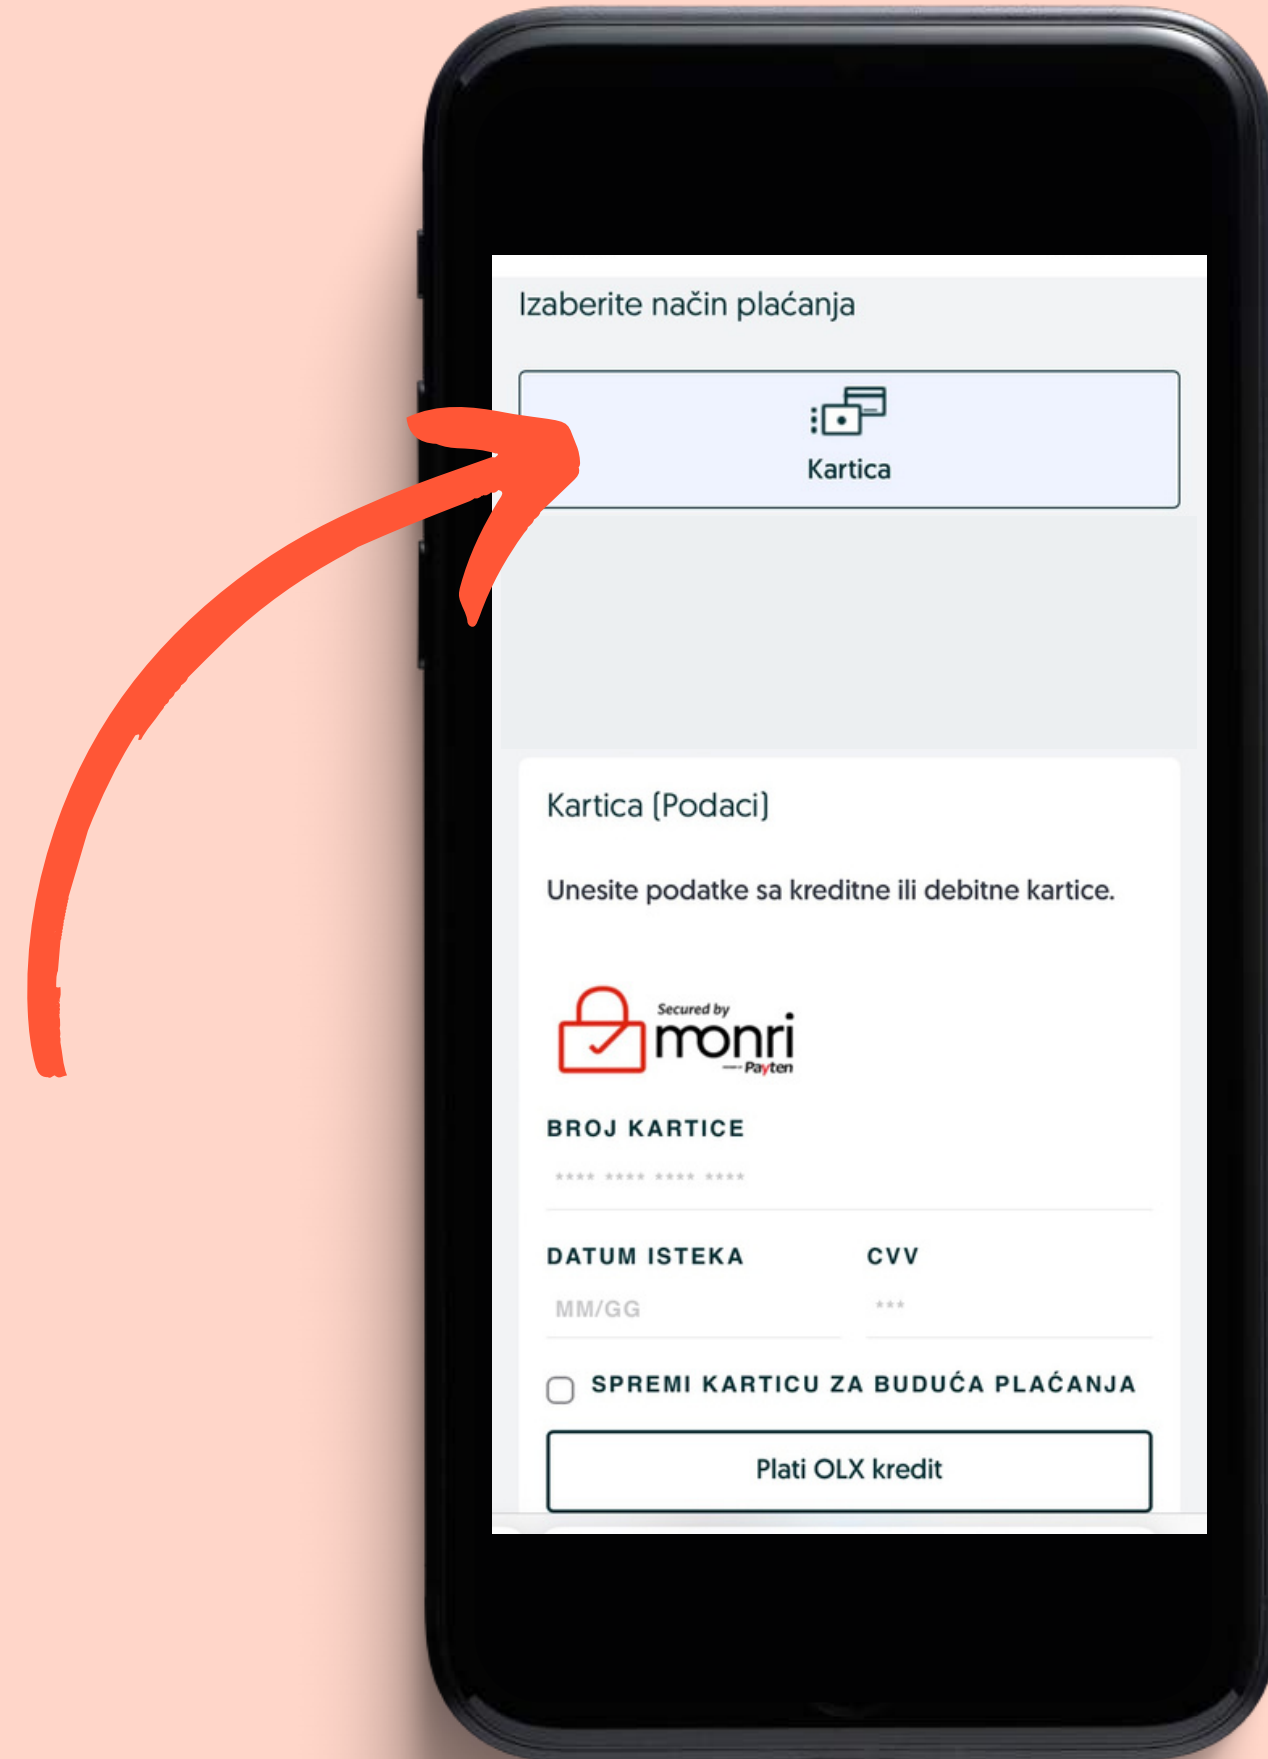 Izaberite način plaćanja
Kartica
Kartica (Podaci)
Unesite podatke sa kreditne ili debitne kartice.
Secured by
monri
Payten
BROJ KARTICE
**** **** **** ****
DATUM ISTEKA CVV
MM/GG ***
SPREMI KARTICU ZA BUDUĆA PLAĆANJA
Plati OLX kredit